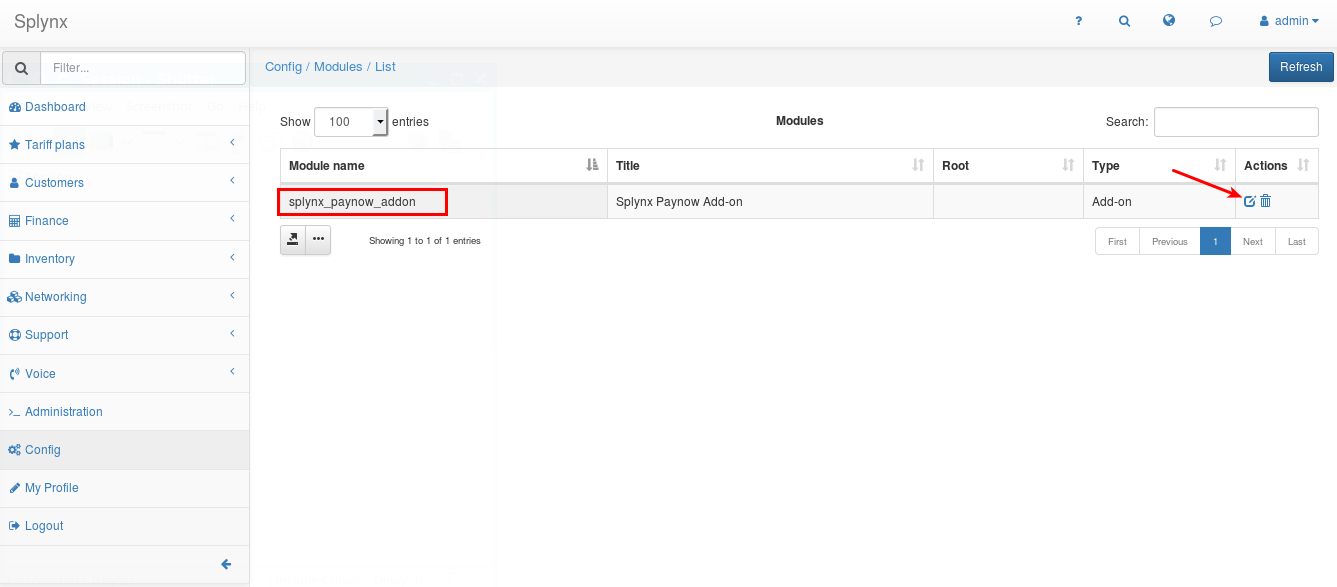 Splynx
? admin
Filter...
Config / Modules / List
Refresh
Dashboard
Tariff plans
Customers
Finance
Inventory
Networking
Support
Voice
Administration
Config
My Profile
Logout
Show 100 entries
Modules
Search:
Module name Title Root Type Actions
splynx_paynow_addon Splynx Paynow Add-on Add-on
Showing 1 to 1 of 1 entries
First Previous 1 Next Last